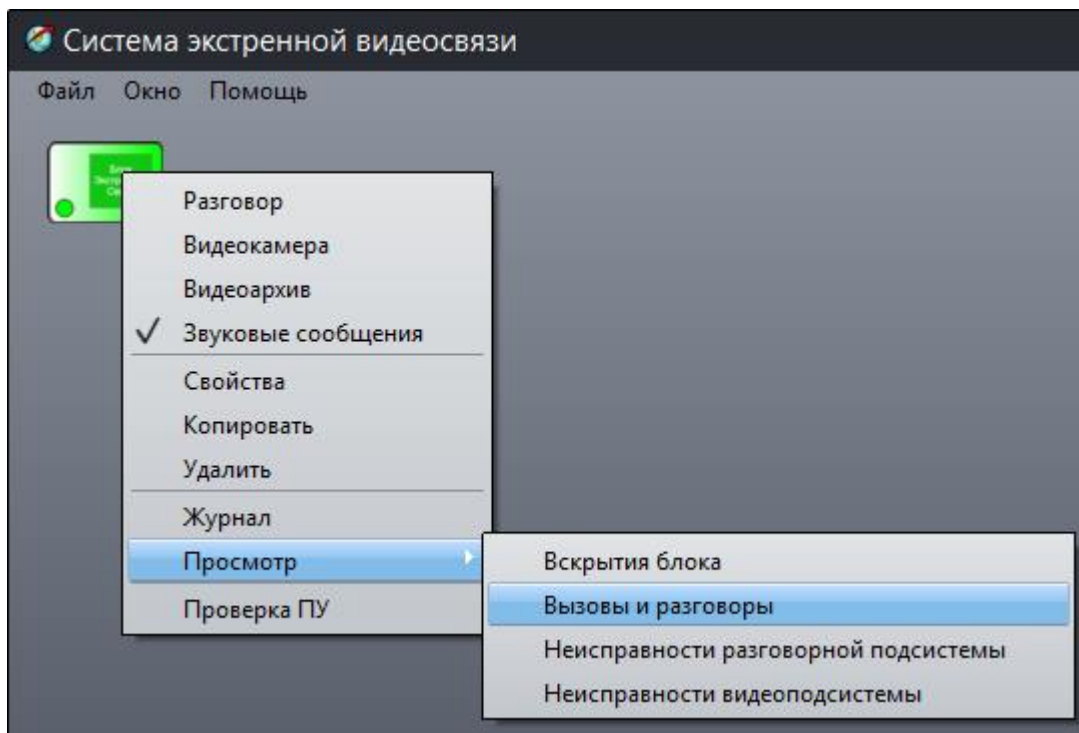 Система экстренной видеосвязи
Файл Окно Помощь
Разговор
Видеокамера
Видеоархив
Звуковые сообщения
Свойства
Копировать
Удалить
Журнал
Просмотр
Проверка ПУ
Вскрытия блока
Вызовы и разговоры
Неисправности разговорной подсистемы
Неисправности видеоподсистемы